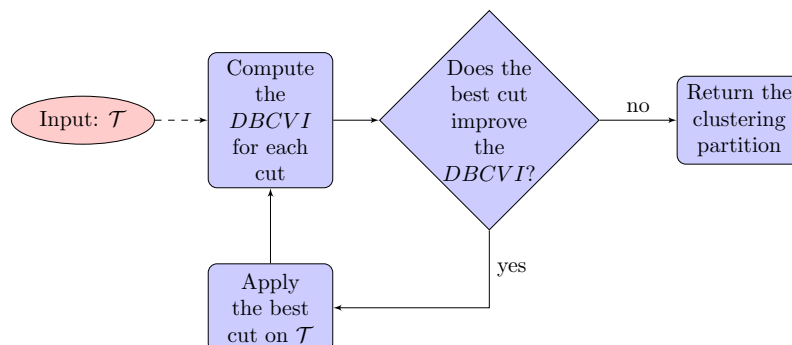 Input: 𝒯
Compute
the
DBCVI
for each
cut
Does the
best cut
improve
the
DBCVI?
no
Return the
clustering
partition
yes
Apply
the best
cut on 𝒯